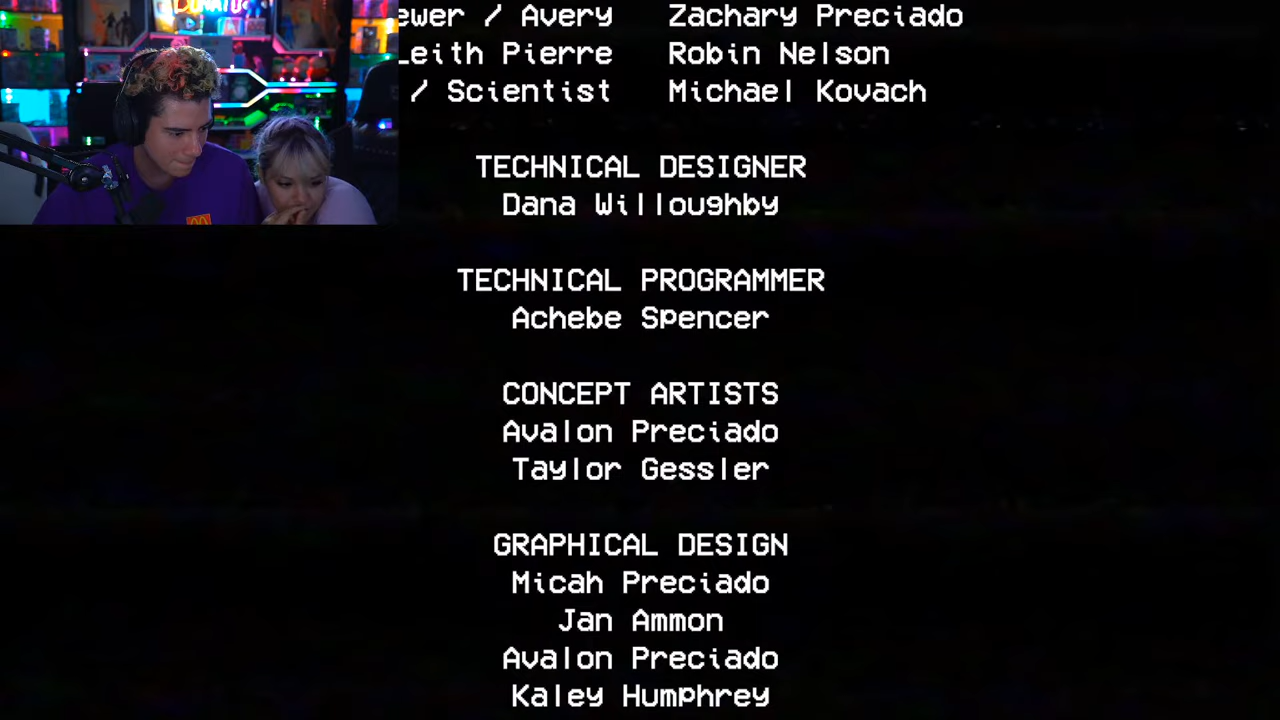 / Avery Zachary Preciado
Leith Pierre Robin Nelson
/ Scientist Michael Kovach
TECHNICAL DESIGNER
Dana Willoughby
TECHNICAL PROGRAMMER
Achebe Spencer
CONCEPT ARTISTS
Avalon Preciado
Taylor Gessler
GRAPHICAL DESIGN
Micah Preciado
Jan Ammon
Avalon Preciado
Kaley Humphrey